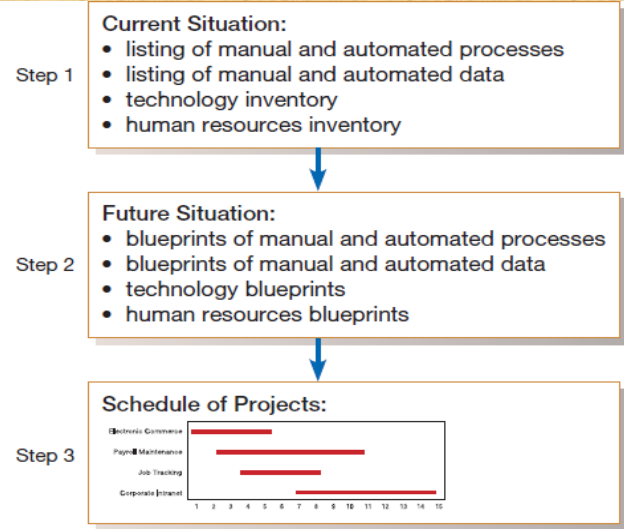 Step 1
Current Situation:
• listing of manual and automated processes
• listing of manual and automated data
• technology inventory
• human resources inventory
Step 2
Future Situation:
• blueprints of manual and automated processes
• blueprints of manual and automated data
• technology blueprints
• human resources blueprints
Step 3
Schedule of Projects:
Electronic Commerce
Payroll Maintenance
Job Tracking
Corporate Intranet
1 2 3 4 5 6 7 8 9 10 11 12 13 14 15